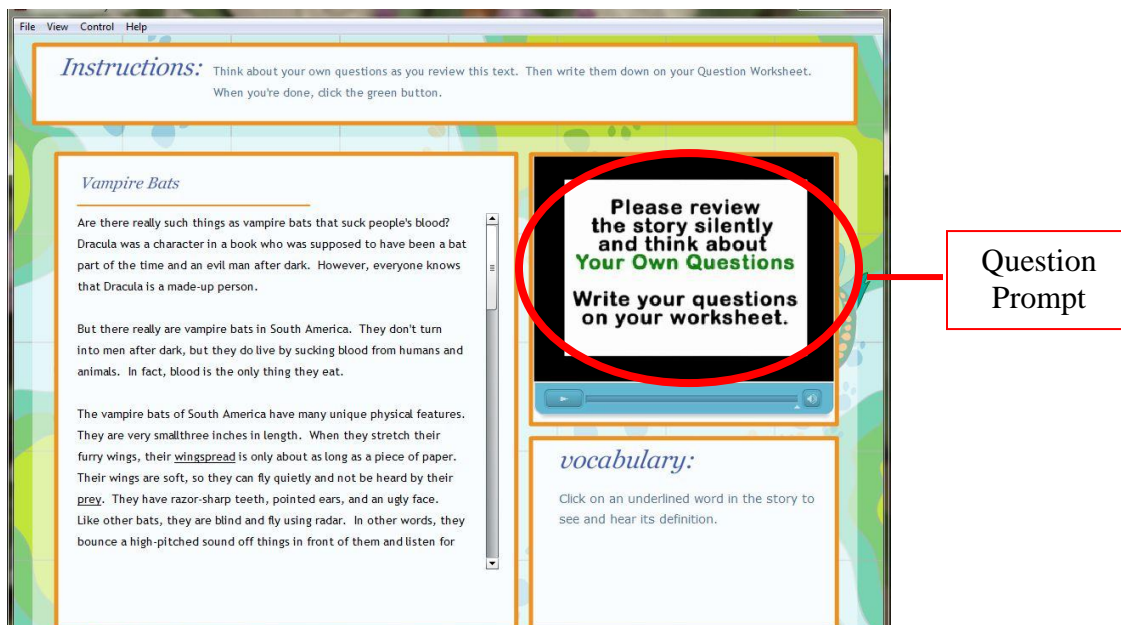 File View Control Help
Instructions: Think about your own questions as you review this text. Then write them down on your Question Worksheet.
When you're done, click the green button.
Vampire Bats
Are there really such things as vampire bats that suck people's blood?
Dracula was a character in a book who was supposed to have been a bat
part of the time and an evil man after dark. However, everyone knows
that Dracula is a made-up person.
But there really are vampire bats in South America. They don't turn
into men after dark, but they do live by sucking blood from humans and
animals. In fact, blood is the only thing they eat.
The vampire bats of South America have many unique physical features.
They are very smallthree inches in length. When they stretch their
furry wings, their wingspread is only about as long as a piece of paper.
Their wings are soft, so they can fly quietly and not be heard by their
prey. They have razor-sharp teeth, pointed ears, and an ugly face.
Like other bats, they are blind and fly using radar. In other words, they
bounce a high-pitched sound off things in front of them and listen for
Please review
the story silently
and think about
Your Own Questions
Write your questions
on your worksheet.
vocabulary:
Click on an underlined word in the story to
see and hear its definition.
Question
Prompt